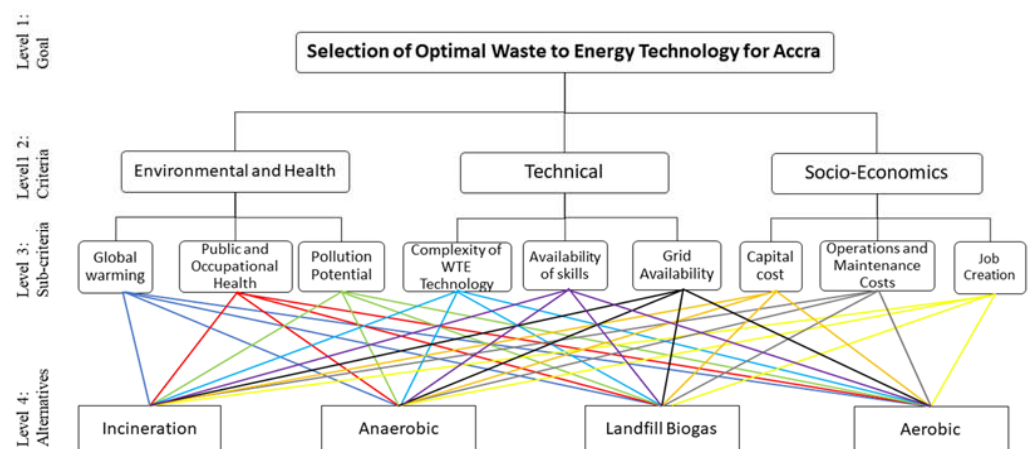 Level 1:
Goal
Selection of Optimal Waste to Energy Technology for Accra
Level1 2:
Criteria
Environmental and Health
Technical
Socio-Economics
Level 3:
Sub-criteria
Global
warming
Public and
Occupational
Health
Pollution
Potential
Complexity of
WTE
Technology
Availability
of skills
Grid
Availability
Capital
cost
Operations and
Maintenance
Costs
Job
Creation
Level 4:
Alternatives
Incineration
Anaerobic
Landfill Biogas
Aerobic